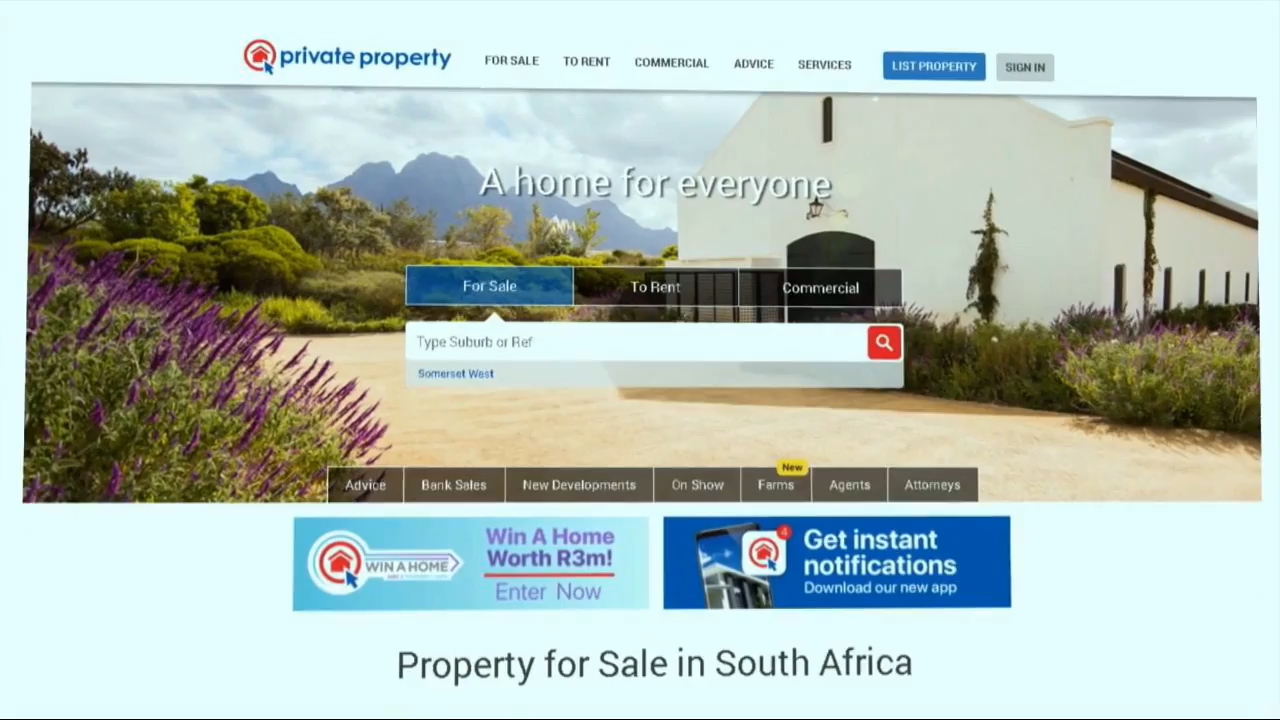 private property
FOR SALE TO RENT COMMERCIAL ADVICE SERVICES LIST PROPERTY SIGN IN
A home for everyone
For Sale To Rent Commercial
Type Suburb or Ref
Somerset West
New
Advice Bank Sales New Developments On Show Farms Agents Attorneys
Win A Home
Worth R3m!
Enter Now
WIN A HOME
4
Get instant
notifications
Download our new app
Property for Sale in South Africa